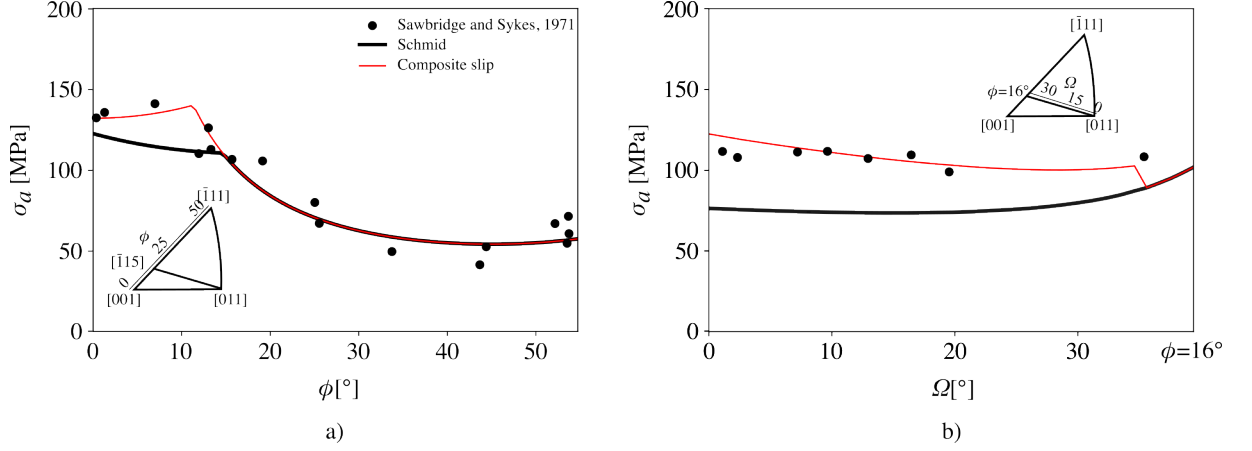 200
150
100
50
0
σa [MPa]
0
10
20
30
40
50
ϕ[°]
Sawbridge and Sykes, 1971
Schmid
Composite slip
[1̄11]
50
ϕ
25
[1̄15]
0
[001]
[011]
a)
200
150
100
50
0
σa [MPa]
0
10
20
30
ϕ=16°
Ω[°]
[1̄11]
ϕ=16°
30
Ω
15
0
[001]
[011]
b)